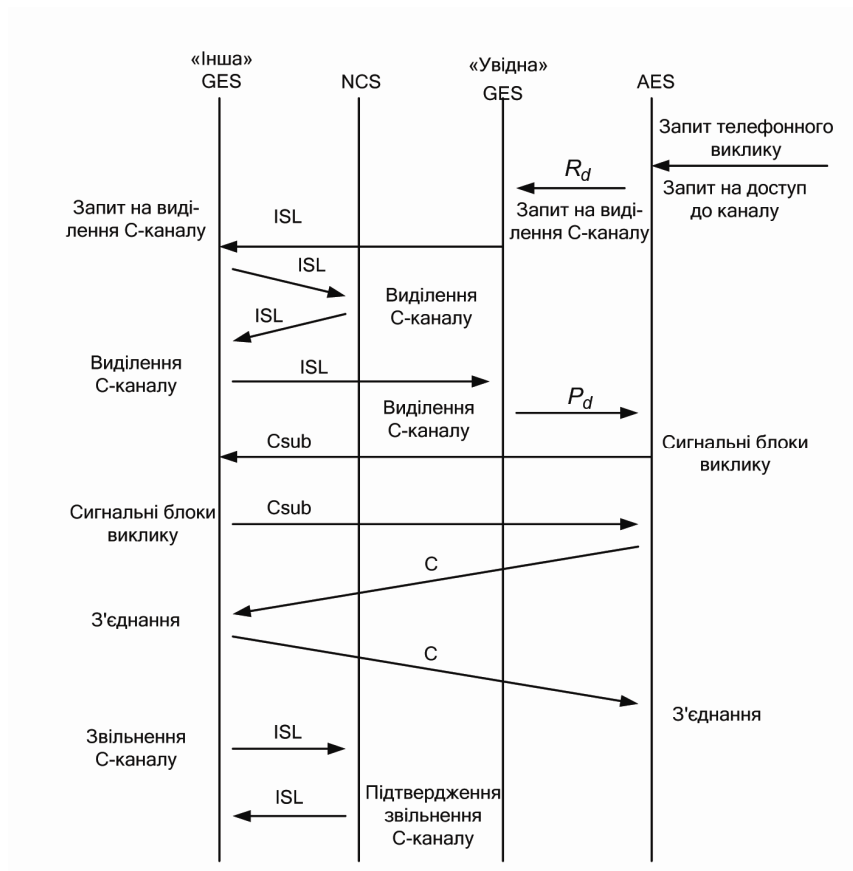 «Інша»
GES
NCS
«Увідна»
GES
AES
Запит телефонного
виклику
R_d
Запит на доступ
до каналу
Запит на виді-
лення С-каналу
ISL
Запит на виді-
лення С-каналу
ISL
Виділення
С-каналу
ISL
Виділення
С-каналу
ISL
Виділення
С-каналу
P_d
Csub
Сигнальні блоки
виклику
Сигнальні блоки
виклику
Csub
C
З'єднання
C
З'єднання
Звільнення
С-каналу
ISL
ISL
Підтвердження
звільнення
С-каналу